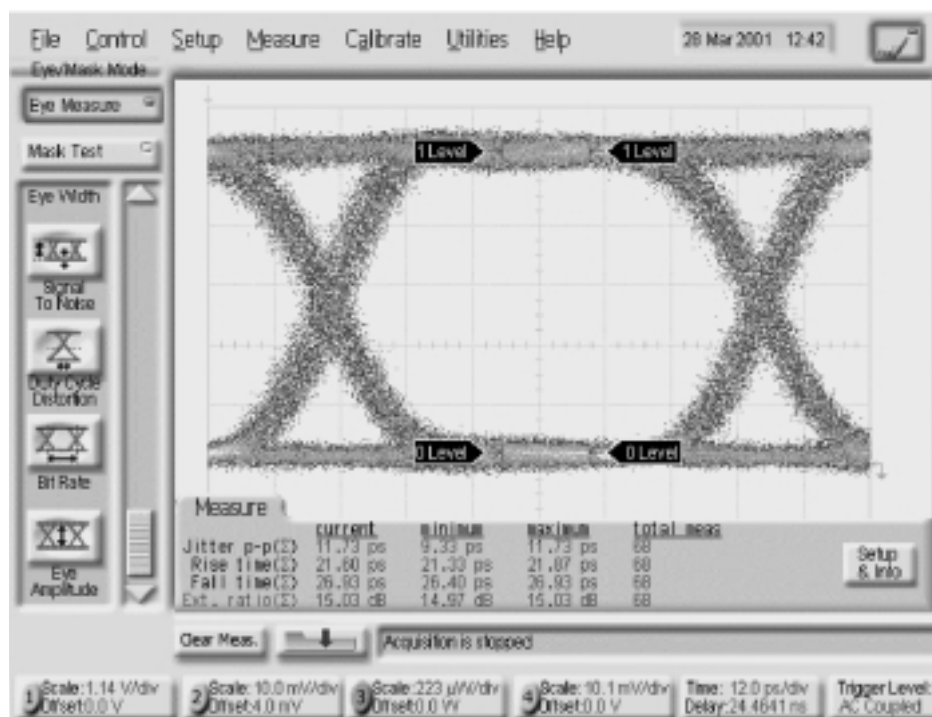 File Control Setup Measure Calibrate Utilities Help 28 Mar 2001 12:42
Eye/Mask Mode
Eye Measure
Mask Test
Eye Width
Signal
To Noise
Duty Cycle
Distortion
Bit Rate
Eye
Amplitude
1 Level 1 Level
0 Level 0 Level
Measure
current minimum maximum total meas
Jitter p-p(Σ) 11.73 ps 9.33 ps 11.73 ps 68
Rise time(Σ) 21.60 ps 21.33 ps 21.87 ps 68
Fall time(Σ) 26.93 ps 26.40 ps 26.93 ps 68
Ext. ratio(Σ) 15.03 dB 14.97 dB 15.03 dB 68
Setup
& Info
Clear Meas.
Acquisition is stopped
1 Scale:1.14 V/div
Offset:0.0 V
2 Scale:10.0 mV/div
Offset:4.0 mV
3 Scale:223 µW/div
Offset:0.0 W
4 Scale:10.1 mV/div
Offset:0.0 V
Time: 12.0 ps/div
Delay:24.4641 ns
Trigger Level:
AC Coupled